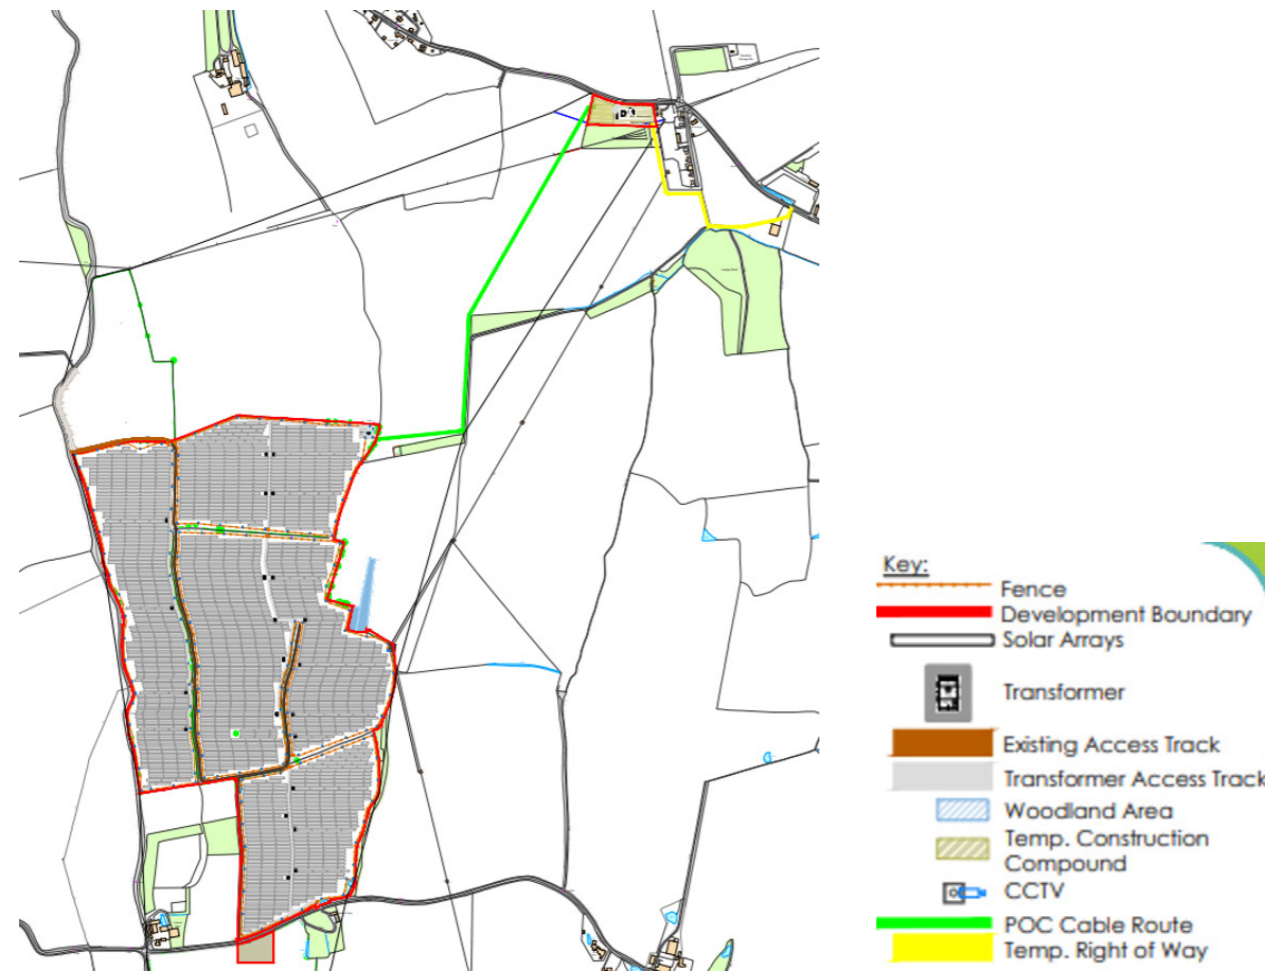 Key:
Fence
Development Boundary
Solar Arrays
Transformer
Existing Access Track
Transformer Access Track
Woodland Area
Temp. Construction
Compound
CCTV
POC Cable Route
Temp. Right of Way